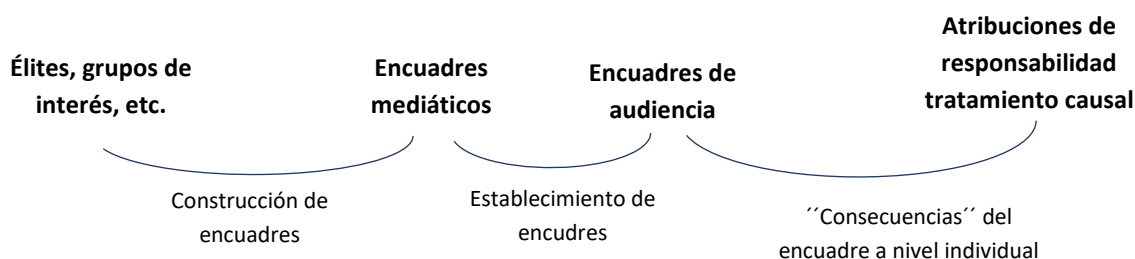 Élites, grupos de
interés, etc.
Encuadres
mediáticos
Encuadres de
audiencia
Atribuciones de
responsabilidad
tratamiento causal
Construcción de
encuadres
Establecimiento de
encudres
´´Consecuencias´´ del
encuadre a nivel individual